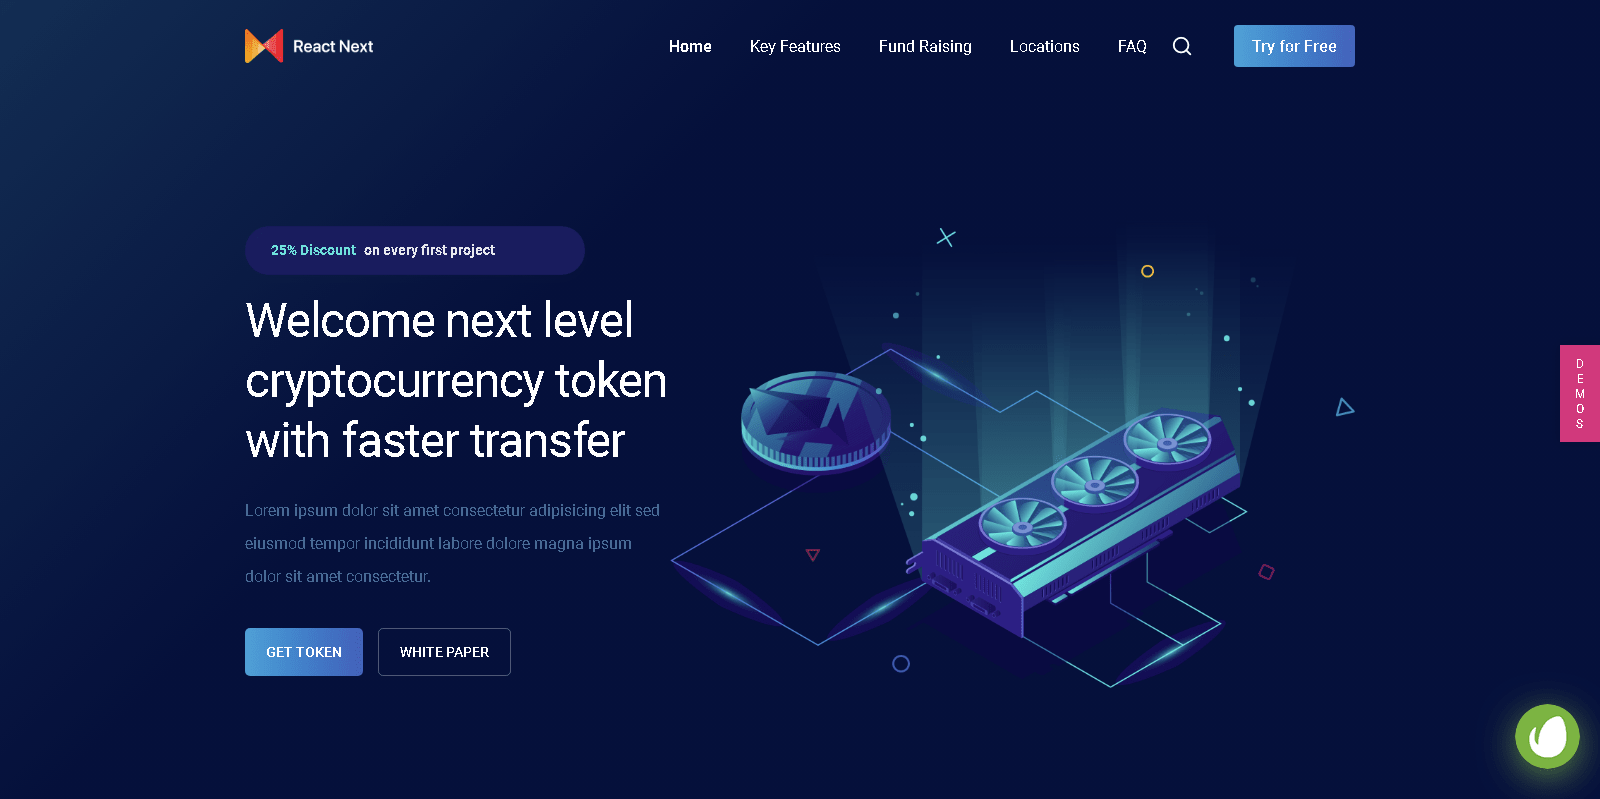 React Next
Home
Key Features
Fund Raising
Locations
FAQ
Try for Free
25% Discount on every first project
Welcome next level
cryptocurrency token
with faster transfer
Lorem ipsum dolor sit amet consectetur adipisicing elit sed
eiusmod tempor incididunt labore dolore magna ipsum
dolor sit amet consectetur.
GET TOKEN
WHITE PAPER
DEMOS